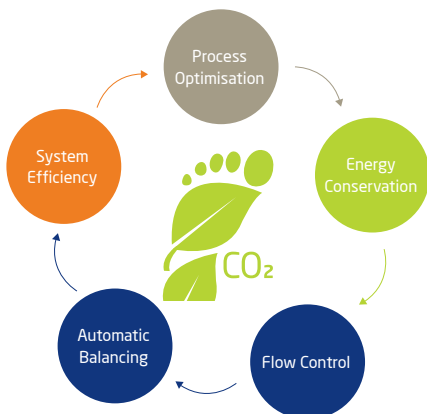 Process
Optimisation
Energy
Conservation
Flow Control
Automatic
Balancing
System
Efficiency
CO₂